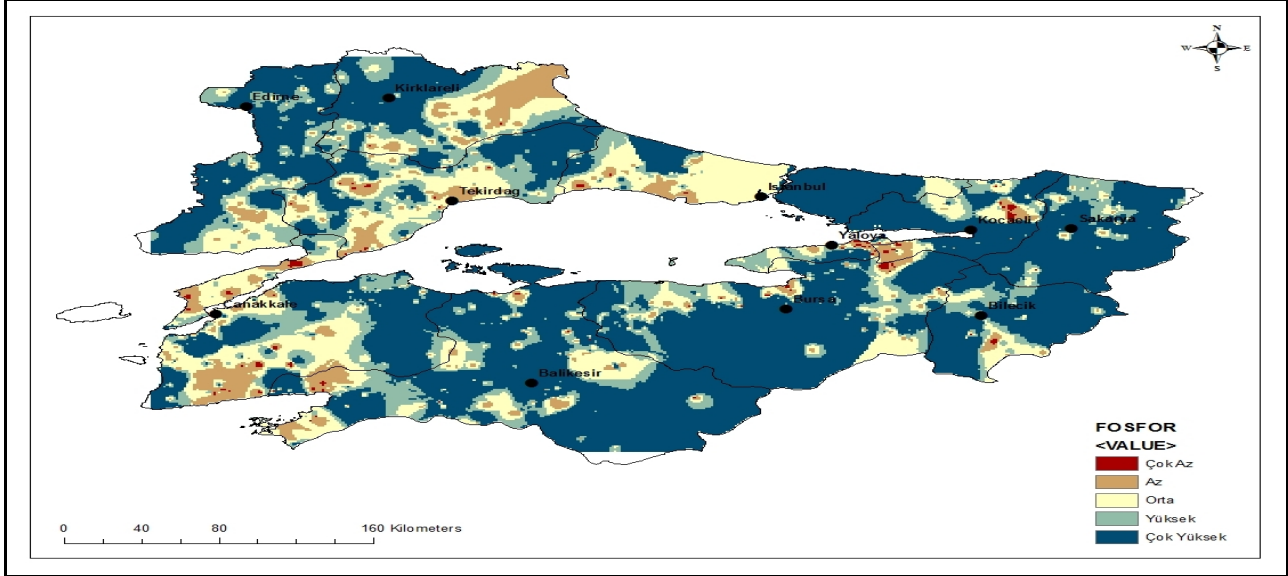 N
W E
S
Kirklareli
Edirne
Tekirdag
Istanbul
Kocaeli
Sakarya
Yalova
Çanakkale
Bursa
Bilecik
Balikesir
FOSFOR
<VALUE>
Çok Az
Az
Orta
Yüksek
Çok Yüksek
0 40 80 160 Kilometers